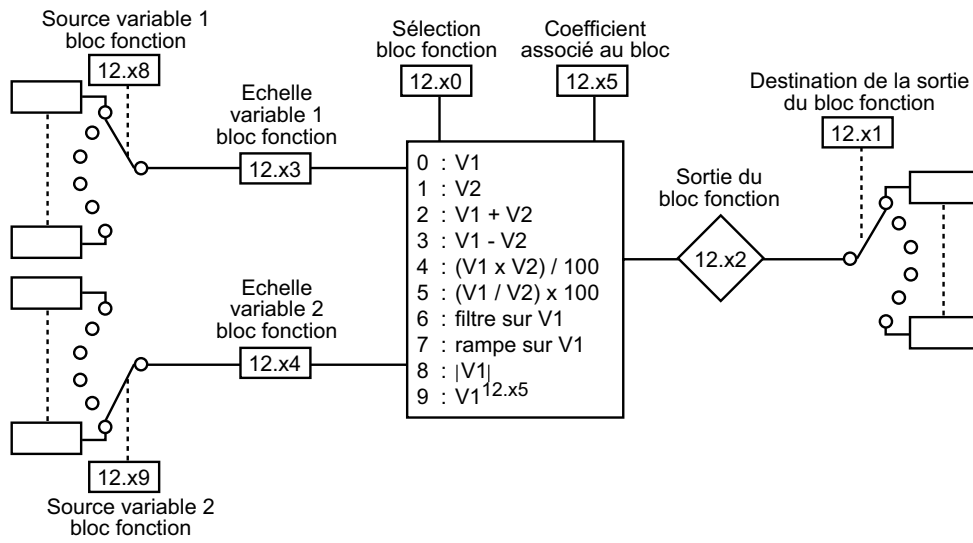 Source variable 1
bloc fonction
12.x8
Echelle
variable 1
bloc fonction
12.x3
Sélection
bloc fonction
12.x0
Coefficient
associé au bloc
12.x5
Destination de la sortie
du bloc fonction
12.x1
0 : V1
1 : V2
2 : V1 + V2
3 : V1 - V2
4 : (V1 x V2) / 100
5 : (V1 / V2) x 100
6 : filtre sur V1
7 : rampe sur V1
8 : |V1|
9 : V1^12.x5
Sortie du
bloc fonction
12.x2
Echelle
variable 2
bloc fonction
12.x4
12.x9
Source variable 2
bloc fonction